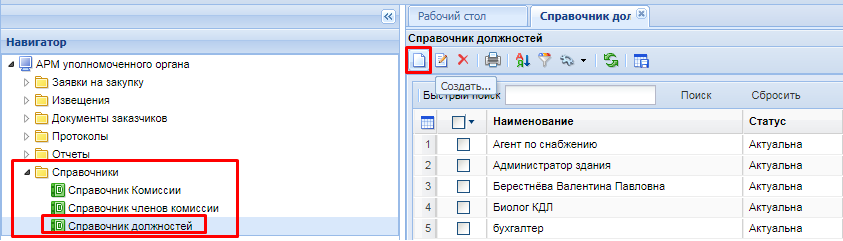 Рабочий стол
Справочник дол
Навигатор
Справочник должностей
АРМ уполномоченного органа
Заявки на закупку
Извещения
Документы заказчиков
Протоколы
Отчеты
Справочники
Справочник Комиссии
Справочник членов комиссии
Справочник должностей
Создать...
Быстрый поиск
Поиск
Сбросить
Наименование
Статус
1 Агент по снабжению Актуальна
2 Администратор здания Актуальна
3 Берестнёва Валентина Павловна Актуальна
4 Биолог КДЛ Актуальна
5 бухгалтер Актуальна